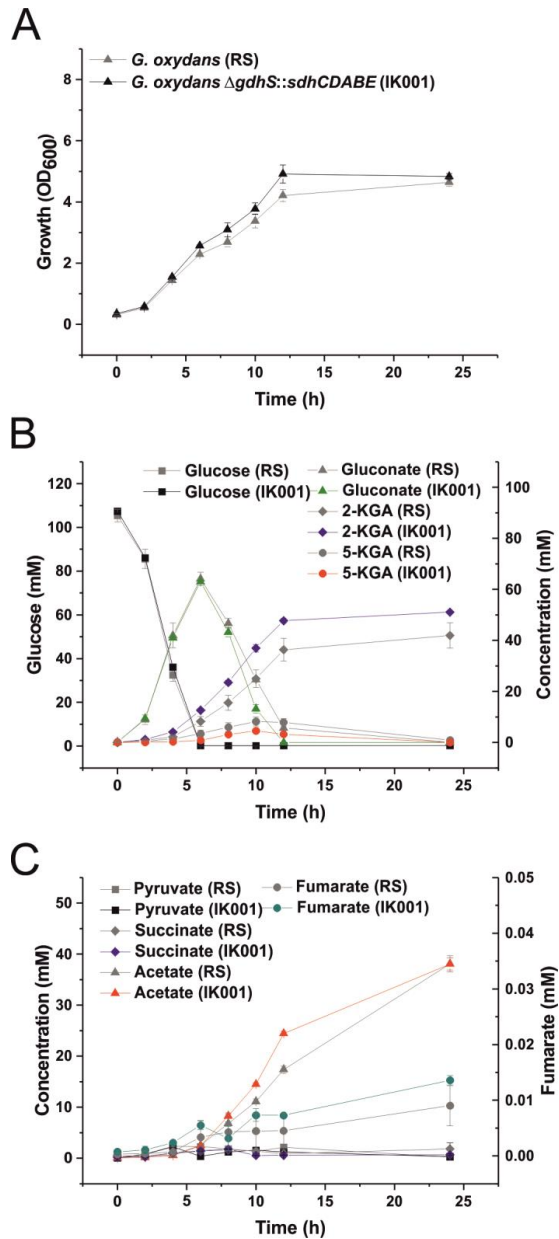 A
G. oxydans (RS)
G. oxydans ΔgdhS::sdhCDABE (IK001)
8
6
4
2
0
Growth (OD600)
0 5 10 15 20 25
Time (h)
B
Glucose (RS)
Glucose (IK001)
Gluconate (RS)
Gluconate (IK001)
2-KGA (RS)
2-KGA (IK001)
5-KGA (RS)
5-KGA (IK001)
120
100
80
60
40
20
0
Glucose (mM)
100
80
60
40
20
0
Concentration (mM)
0 5 10 15 20 25
Time (h)
C
Pyruvate (RS)
Pyruvate (IK001)
Succinate (RS)
Succinate (IK001)
Acetate (RS)
Acetate (IK001)
Fumarate (RS)
Fumarate (IK001)
50
40
30
20
10
0
Concentration (mM)
0.05
0.04
0.03
0.02
0.01
0.00
Fumarate (mM)
0 5 10 15 20 25
Time (h)